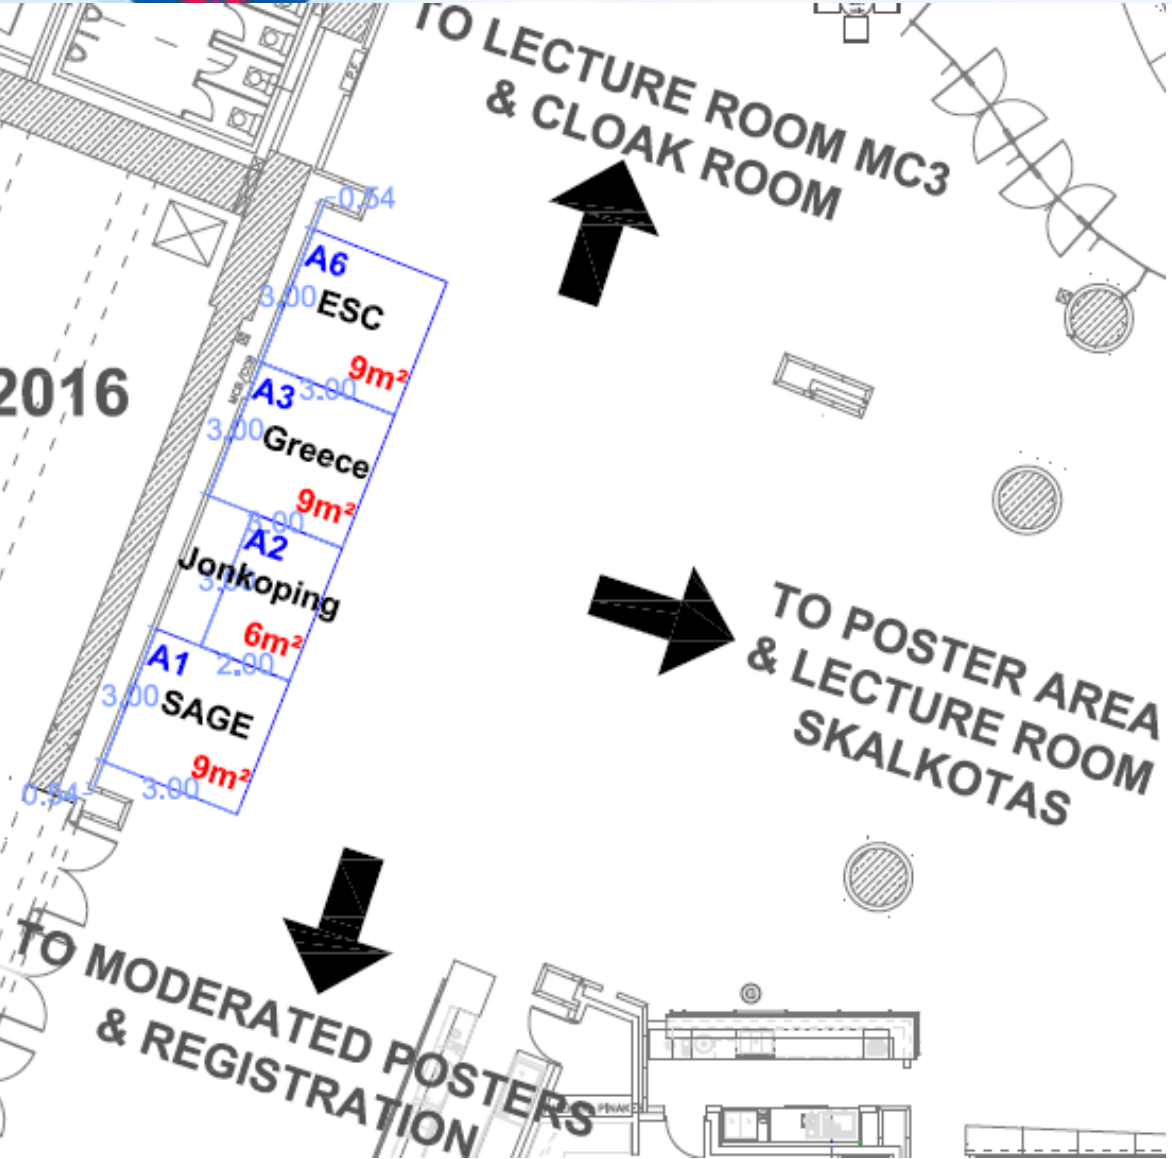 TO LECTURE ROOM MC3
& CLOAK ROOM
P.F.
0.54
A6
3.00
ESC
9m²
3.00
2016
A3
3.00
Greece
9m²
3.00
A2
Jonkoping
6m²
2.00
A1
3.00
SAGE
9m²
3.00
0.54
TO POSTER AREA
& LECTURE ROOM
SKALKOTAS
TO MODERATED POSTERS
& REGISTRATION